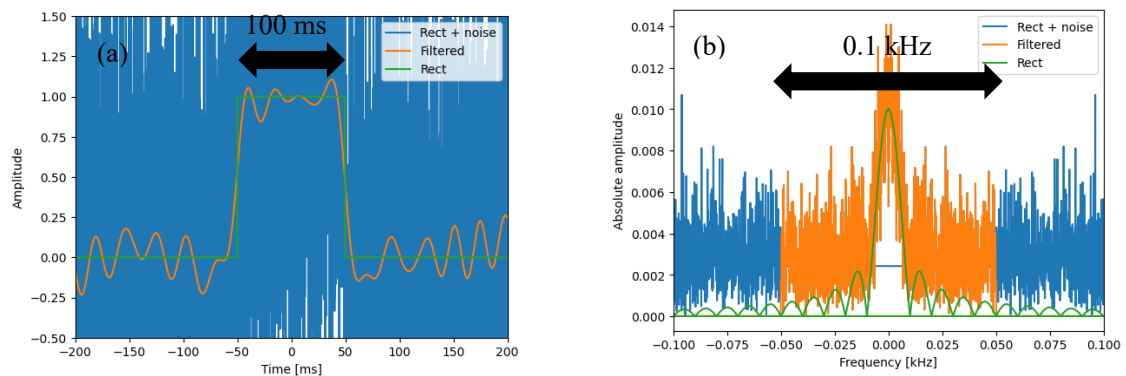 1.50
1.25
1.00
0.75
0.50
0.25
0.00
−0.25
−0.50
Amplitude
(a)
100 ms
Rect + noise
Filtered
Rect
−200
−150
−100
−50
0
50
100
150
200
Time [ms]
0.014
0.012
0.010
0.008
0.006
0.004
0.002
0.000
Absolute amplitude
(b)
0.1 kHz
Rect + noise
Filtered
Rect
−0.100
−0.075
−0.050
−0.025
0.000
0.025
0.050
0.075
0.100
Frequency [kHz]